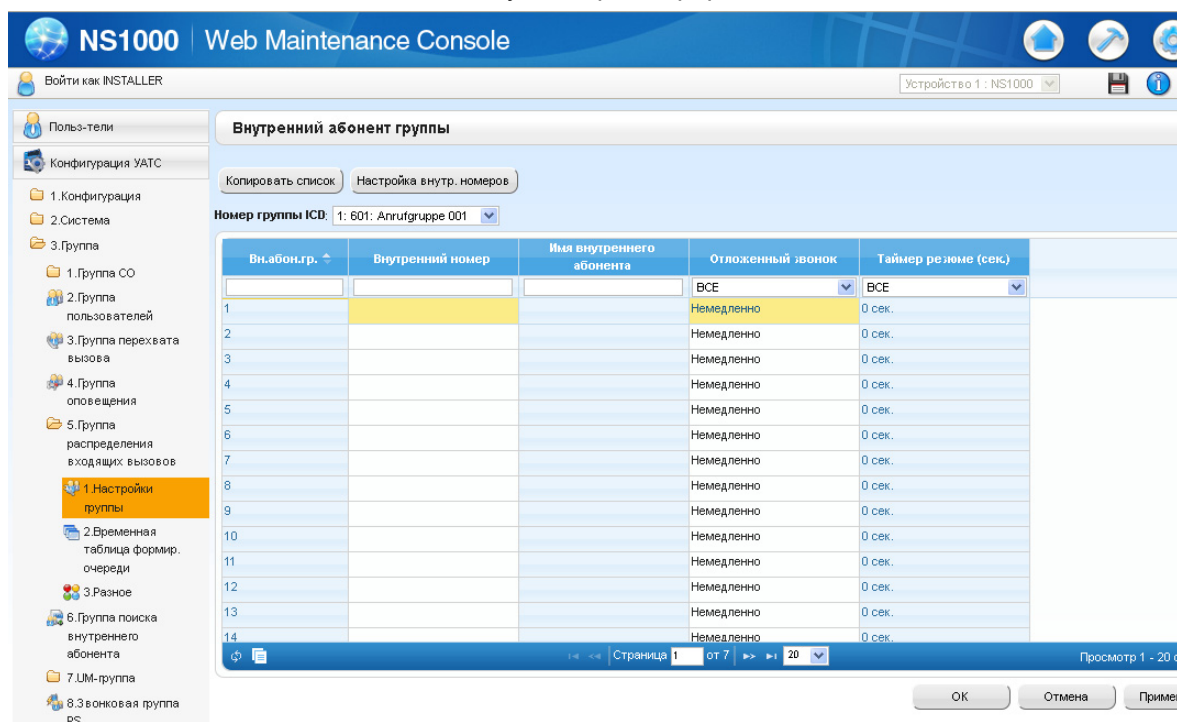 NS1000 Web Maintenance Console
Войти как INSTALLER
Устройство 1 : NS1000
Польз-тели
Конфигурация УАТС
1.Конфигурация
2.Система
3.Группа
1.Группа CO
2.Группа
пользователей
3.Группа перехвата
вызова
4.Группа
оповещения
5.Группа
распределения
входящих вызовов
1.Настройки
группы
2.Временная
таблица формир.
очереди
3.Разное
6.Группа поиска
внутреннего
абонента
7.UM-группа
8.Звонковая группа
PS
Внутренний абонент группы
Копировать список
Настройка внутр. номеров
Номер группы ICD: 1: 601: Anrufgruppe 001
Вн.абон.гр. Внутренний номер Имя внутреннего абонента Отложенный звонок Таймер резюме (сек.)
ВСЕ ВСЕ
1 Немедленно 0 сек.
2 Немедленно 0 сек.
3 Немедленно 0 сек.
4 Немедленно 0 сек.
5 Немедленно 0 сек.
6 Немедленно 0 сек.
7 Немедленно 0 сек.
8 Немедленно 0 сек.
9 Немедленно 0 сек.
10 Немедленно 0 сек.
11 Немедленно 0 сек.
12 Немедленно 0 сек.
13 Немедленно 0 сек.
14 Немедленно 0 сек.
Страница 1 от 7 20
Просмотр 1 - 20
OK Отмена Приме